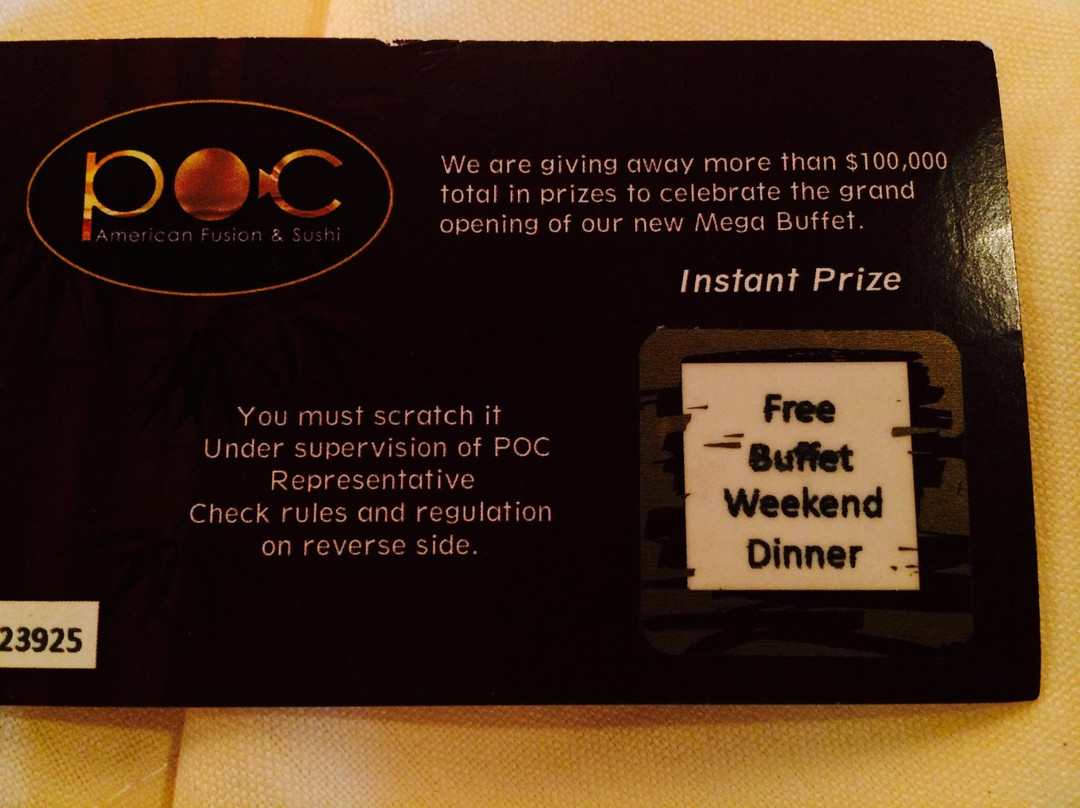 poc
American Fusion & Sushi
We are giving away more than $100,000
total in prizes to celebrate the grand
opening of our new Mega Buffet.
Instant Prize
You must scratch it
Under supervision of POC
Representative
Check rules and regulation
on reverse side.
Free
Buffet
Weekend
Dinner
23925